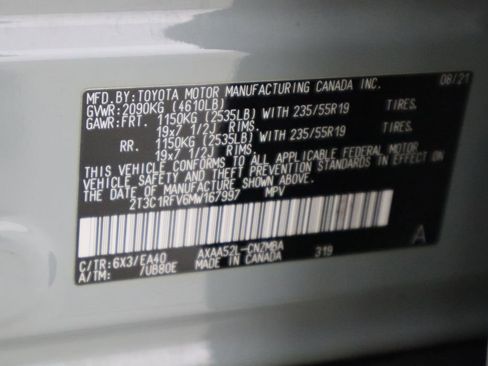 MFD. BY: TOYOTA MOTOR MANUFACTURING CANADA INC. 08/21
GVWR: 2090KG (4610LB)
GAWR: FRT. 1150KG (2535LB) WITH 235/55R19 TIRES.
19x7 1/2J RIMS.
RR. 1150KG (2535LB) WITH 235/55R19 TIRES.
19x7 1/2J RIMS.
THIS VEHICLE CONFORMS TO ALL FEDERAL MOTOR
VEHICLE SAFETY AND THEFT PREVENTION STANDARDS IN EFFECT ON
THE DATE OF MANUFACTURE SHOWN ABOVE.
2T3C1RFV6MW167997 MPV
C/TR: 6X3/EA40 AXAA52L-CNZMBA 319 A
A/TM: /UB80E MADE IN CANADA